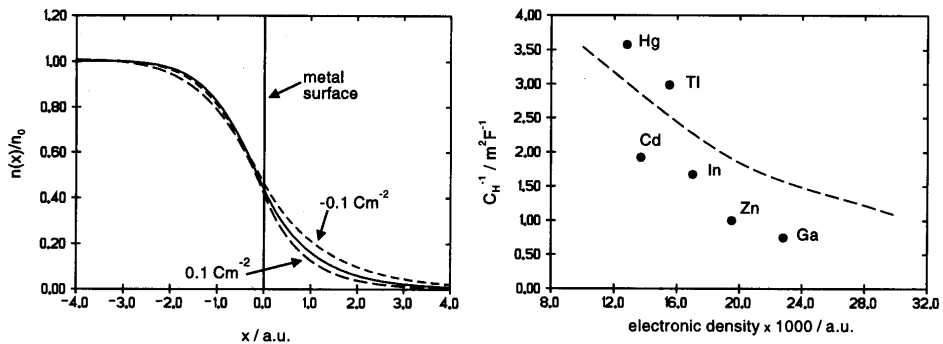 1,20
1,00
0,80
0,60
0,40
0,20
0,00
−4,0 −3,0 −2,0 −1,0 0,0 1,0 2,0 3,0 4,0
n(x)/n₀
x / a.u.
metal
surface
-0.1 Cm⁻²
0.1 Cm⁻²
4,00
3,50
3,00
2,50
2,00
1,50
1,00
0,50
0,00
8,0 12,0 16,0 20,0 24,0 28,0 32,0
C_H⁻¹ / m²F⁻¹
electronic density x 1000 / a.u.
Hg
Tl
Cd
In
Zn
Ga